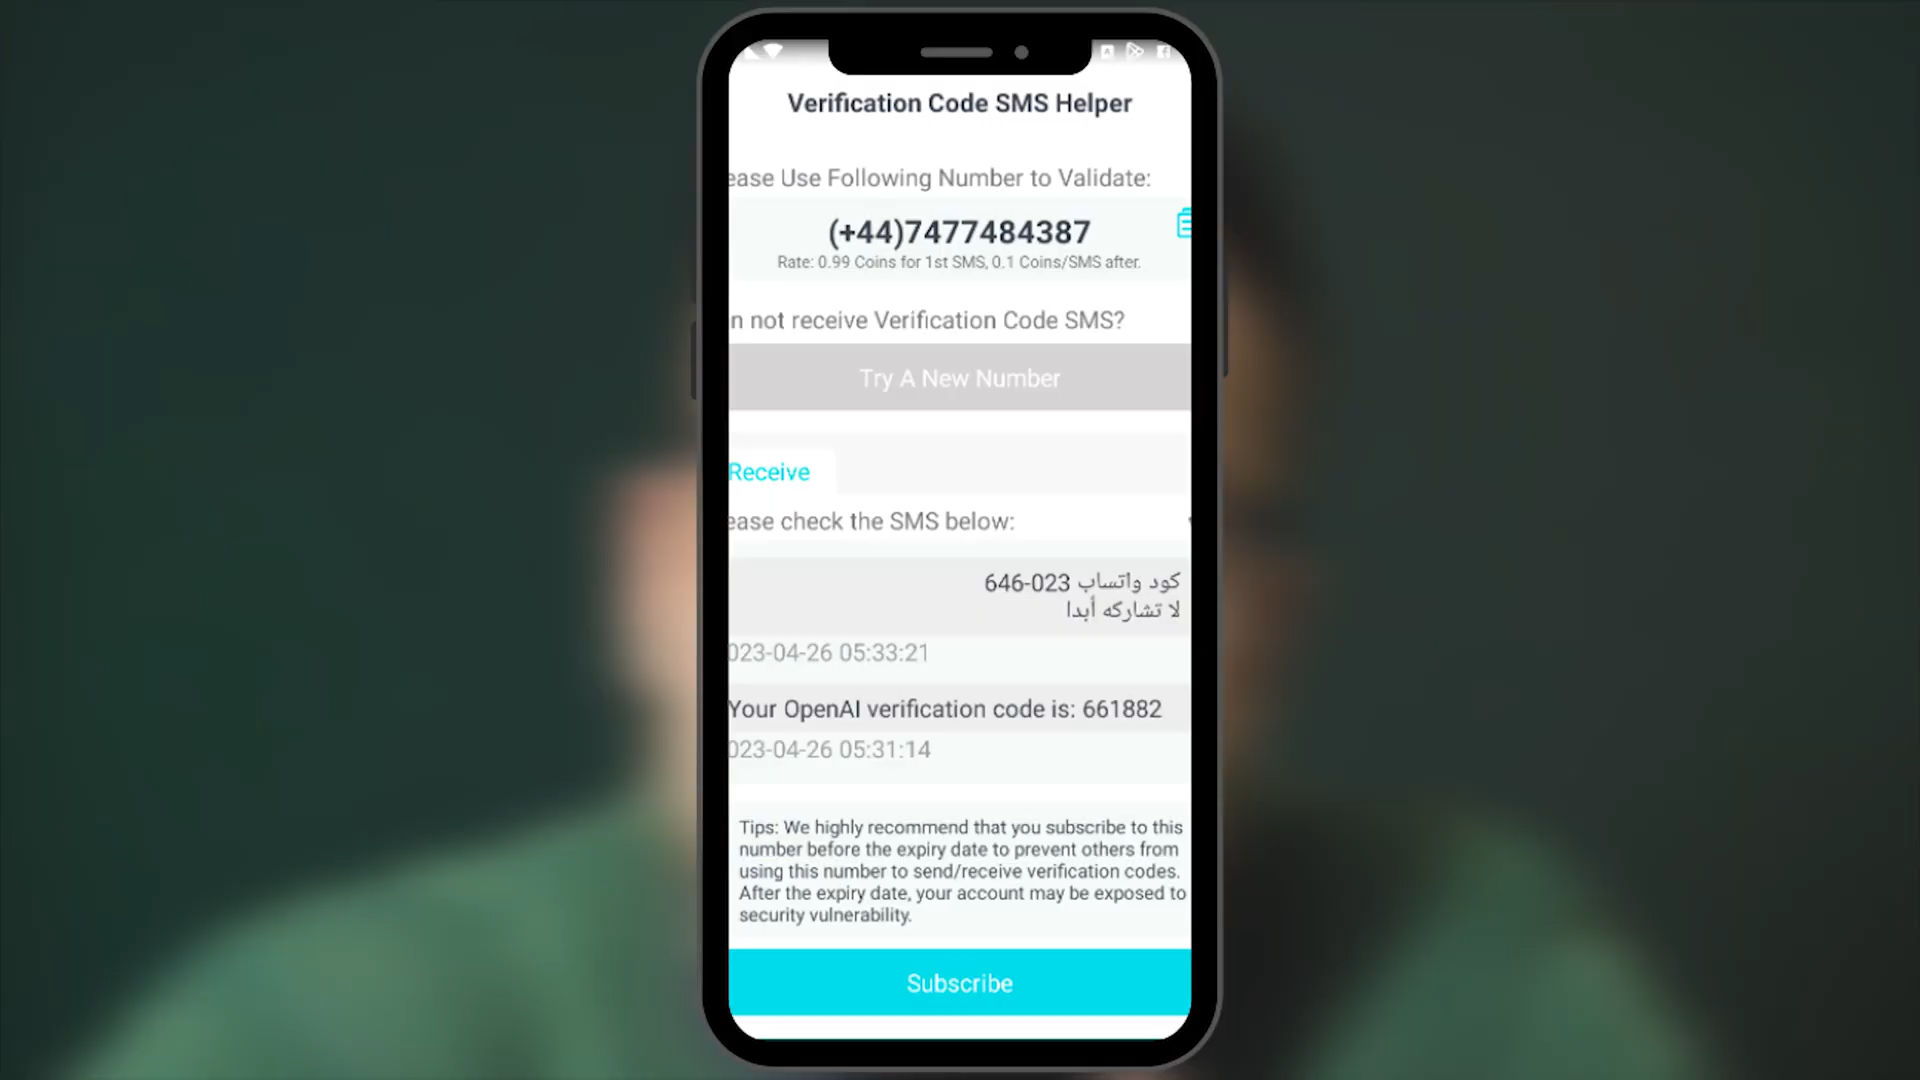 Verification Code SMS Helper
ease Use Following Number to Validate:
(+44)7477484387
Rate: 0.99 Coins for 1st SMS, 0.1 Coins/SMS after.
n not receive Verification Code SMS?
Try A New Number
Receive
ease check the SMS below:
كود واتساب 023-646
لا تشاركه أبدا
023-04-26 05:33:21
Your OpenAI verification code is: 661882
023-04-26 05:31:14
Tips: We highly recommend that you subscribe to this
number before the expiry date to prevent others from
using this number to send/receive verification codes.
After the expiry date, your account may be exposed to
security vulnerability.
Subscribe